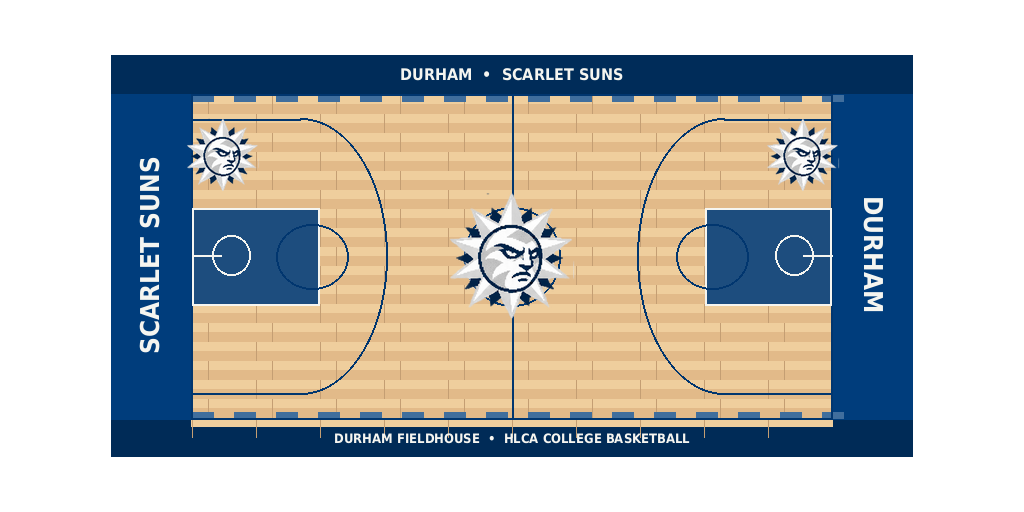 DURHAM • SCARLET SUNS
SCARLET SUNS
DURHAM
DURHAM FIELDHOUSE • HLCA COLLEGE BASKETBALL